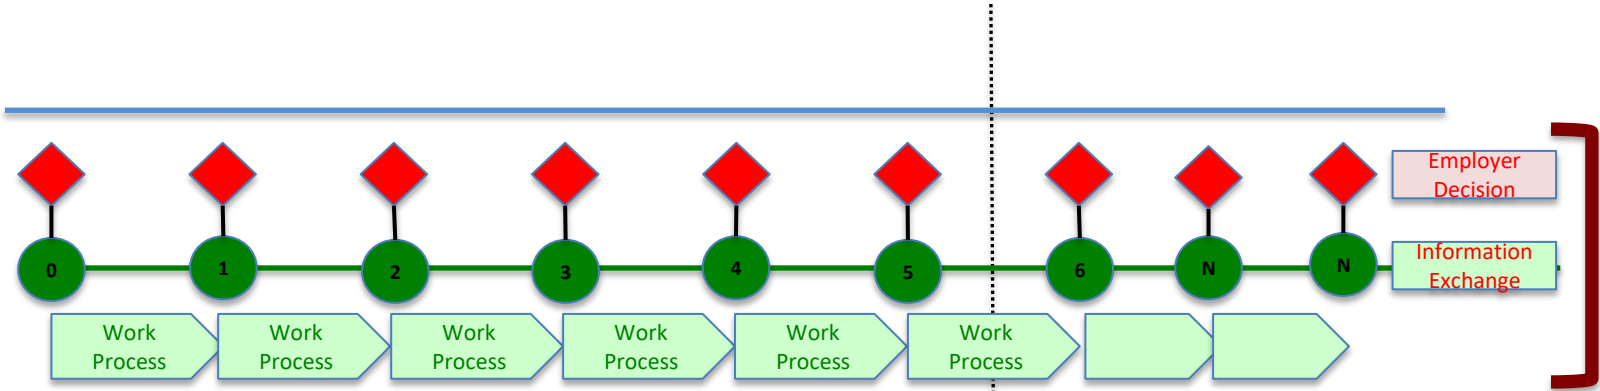 Employer
Decision
0
1
2
3
4
5
6
N
N
Information
Exchange
Work
Process
Work
Process
Work
Process
Work
Process
Work
Process
Work
Process